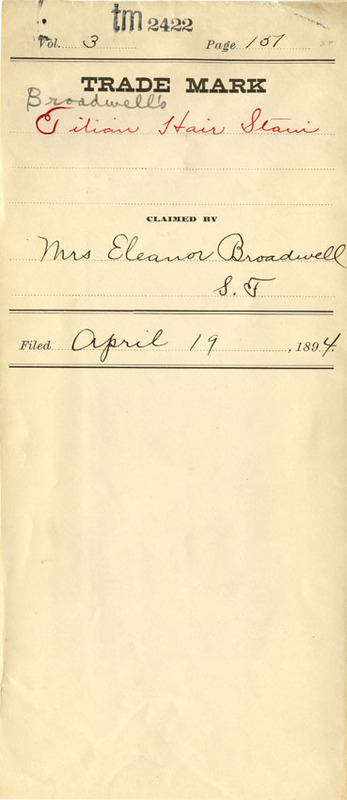 tm 2422
Vol. 3 Page 157
TRADE MARK
Broadwell's
Titian Hair Stain
CLAIMED BY
Mrs Eleanor Broadwell
S.F
Filed April 19, 1894.